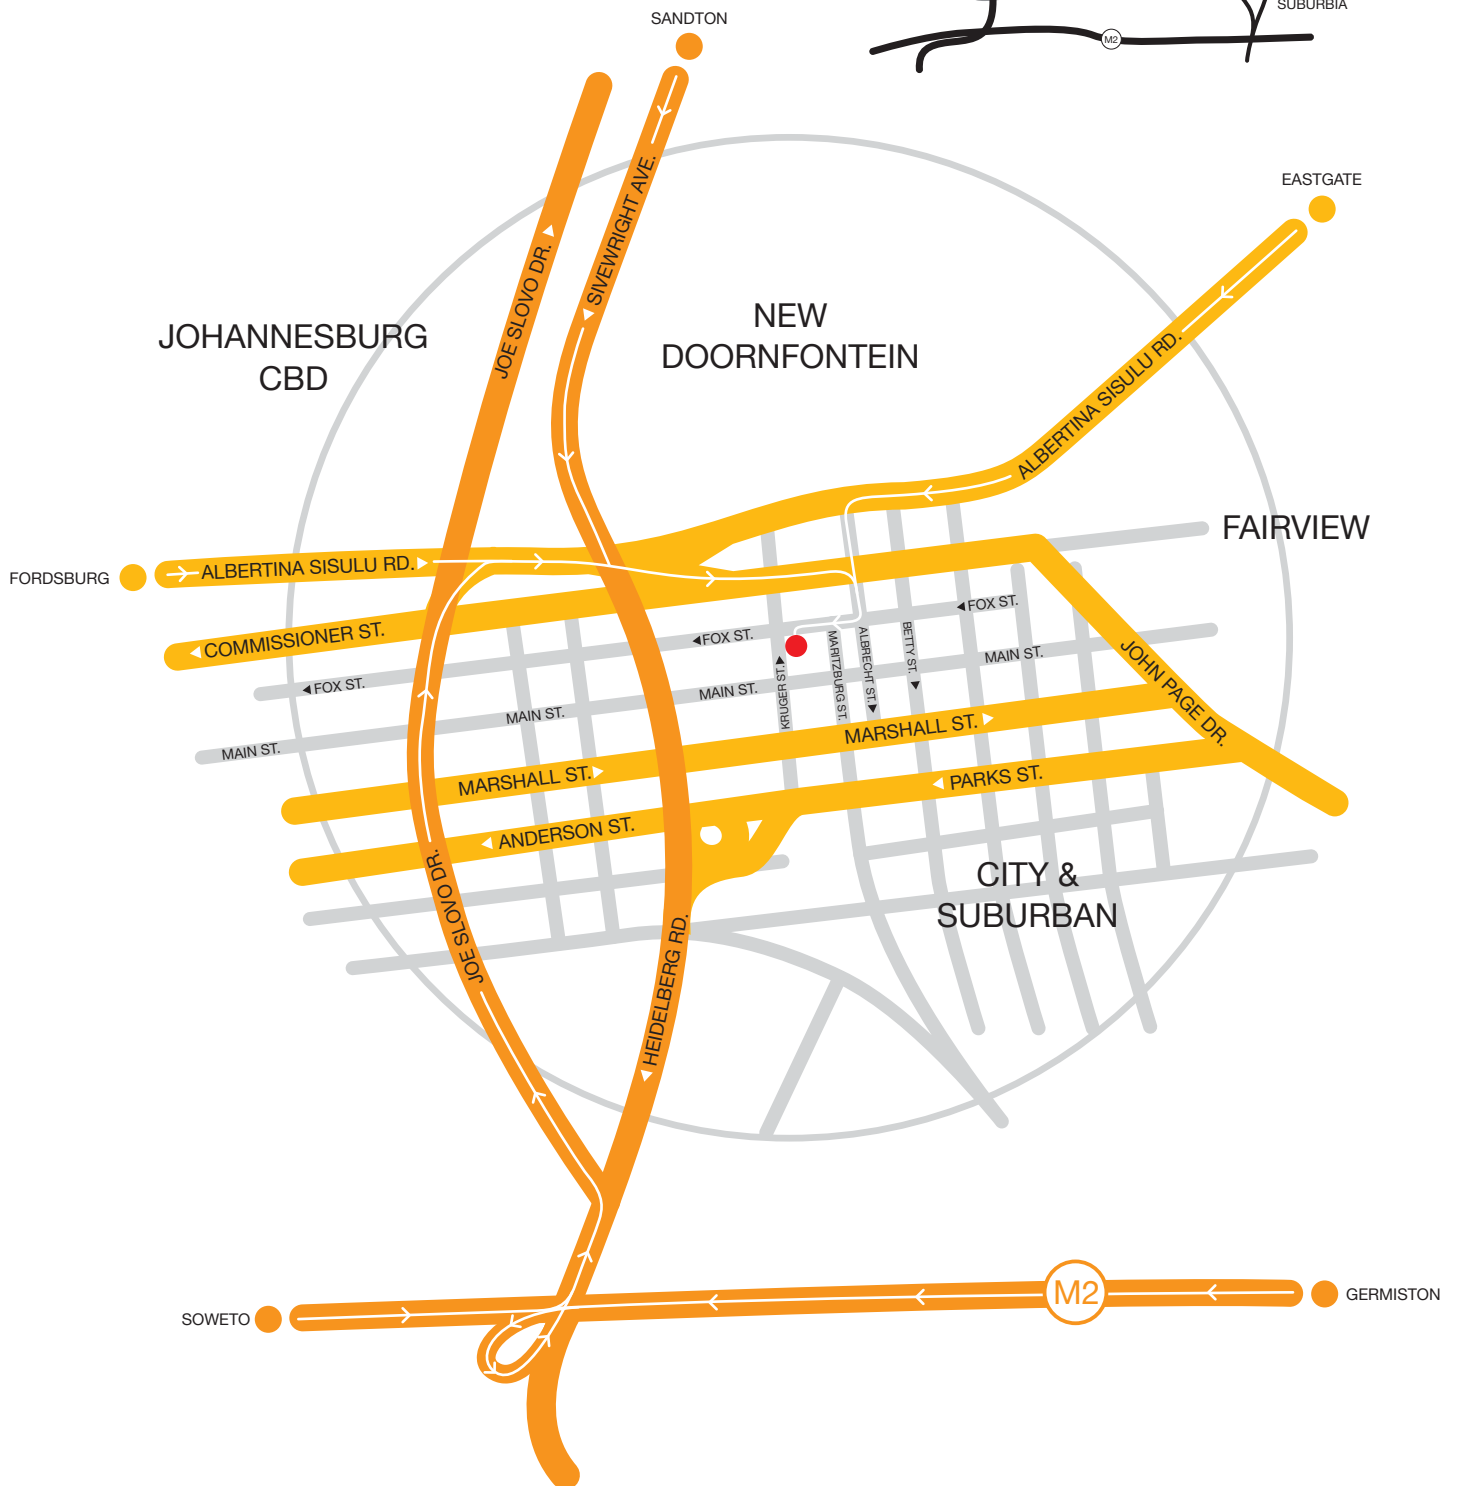 SUBURBIA
SANDTON
M2
EASTGATE
SIVEWRIGHT AVE.
JOE SLOVO DR.
NEW
DOORNFONTEIN
JOHANNESBURG
CBD
ALBERTINA SISULU RD.
FAIRVIEW
FORDSBURG
ALBERTINA SISULU RD.
COMMISSIONER ST.
FOX ST.
FOX ST.
FOX ST.
MAIN ST.
MAIN ST.
MAIN ST.
MAIN ST.
KRUGER ST.
MARITZBURG ST.
ALBRECHT ST.
BETTY ST.
JOHN PAGE DR.
MARSHALL ST.
MARSHALL ST.
PARKS ST.
ANDERSON ST.
CITY &
SUBURBAN
JOE SLOVO DR.
HEIDELBERG RD.
M2
GERMISTON
SOWETO